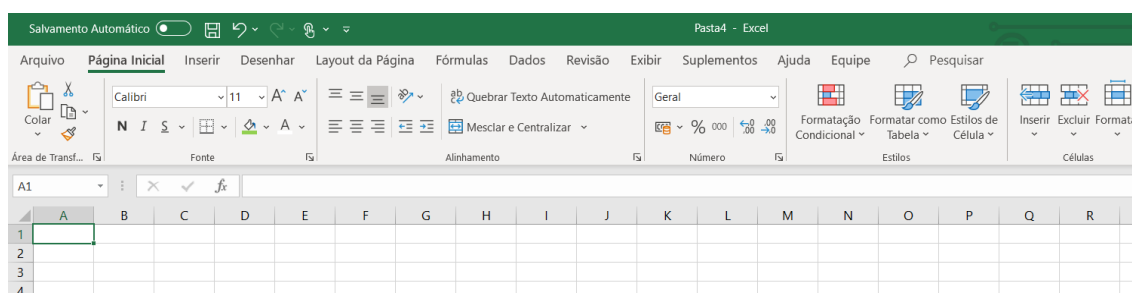 Salvamento Automático Pasta4 - Excel
Arquivo Página Inicial Inserir Desenhar Layout da Página Fórmulas Dados Revisão Exibir Suplementos Ajuda Equipe Pesquisar
Colar
Calibri 11 A A
N I S A
Quebrar Texto Automaticamente
Mesclar e Centralizar
Geral
% 000 ,00 ,00
Formatação Condicional
Formatar como Tabela
Estilos de Célula
Inserir Excluir
Área de Transf... Fonte Alinhamento Número Estilos Células
A1 fx
A B C D E F G H I J K L M N O P Q R
1
2
3
4